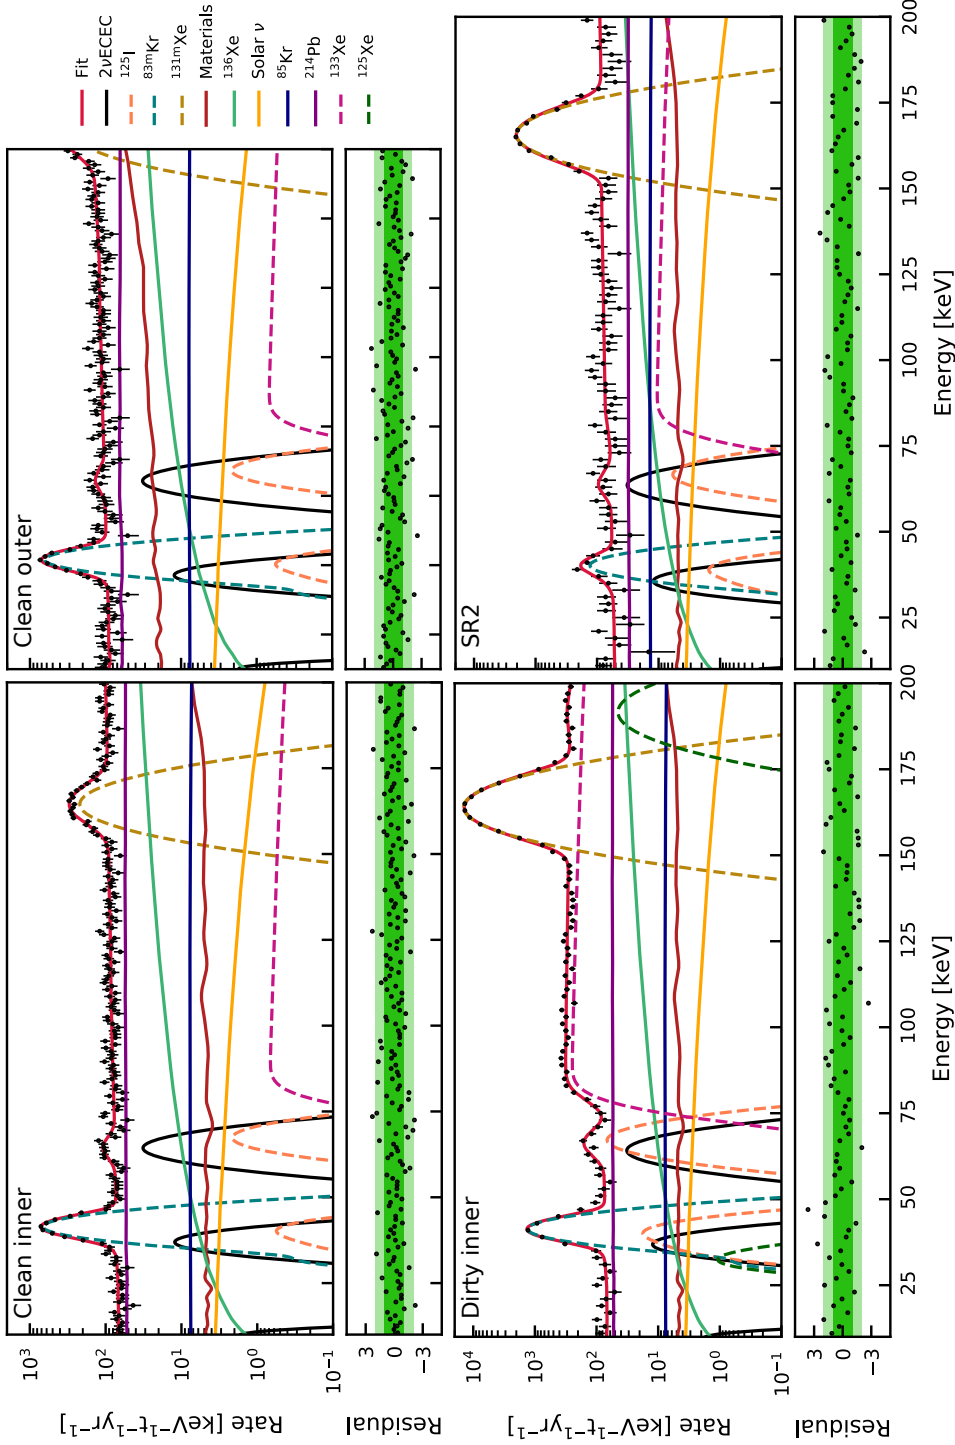 Clean inner
Clean outer
Fit
2νECEC
¹²⁵I
⁸³ᵐKr
¹³¹ᵐXe
Materials
¹³⁶Xe
Solar ν
⁸⁵Kr
²¹⁴Pb
¹³³Xe
¹²⁵Xe
Rate [keV⁻¹t⁻¹yr⁻¹]
10³
10²
10¹
10⁰
10⁻¹
Residual
3
0
−3
Dirty inner
SR2
Rate [keV⁻¹t⁻¹yr⁻¹]
10⁴
10³
10²
10¹
10⁰
10⁻¹
Residual
3
0
−3
25 50 75 100 125 150 175 200
25 50 75 100 125 150 175 200
Energy [keV]
Energy [keV]